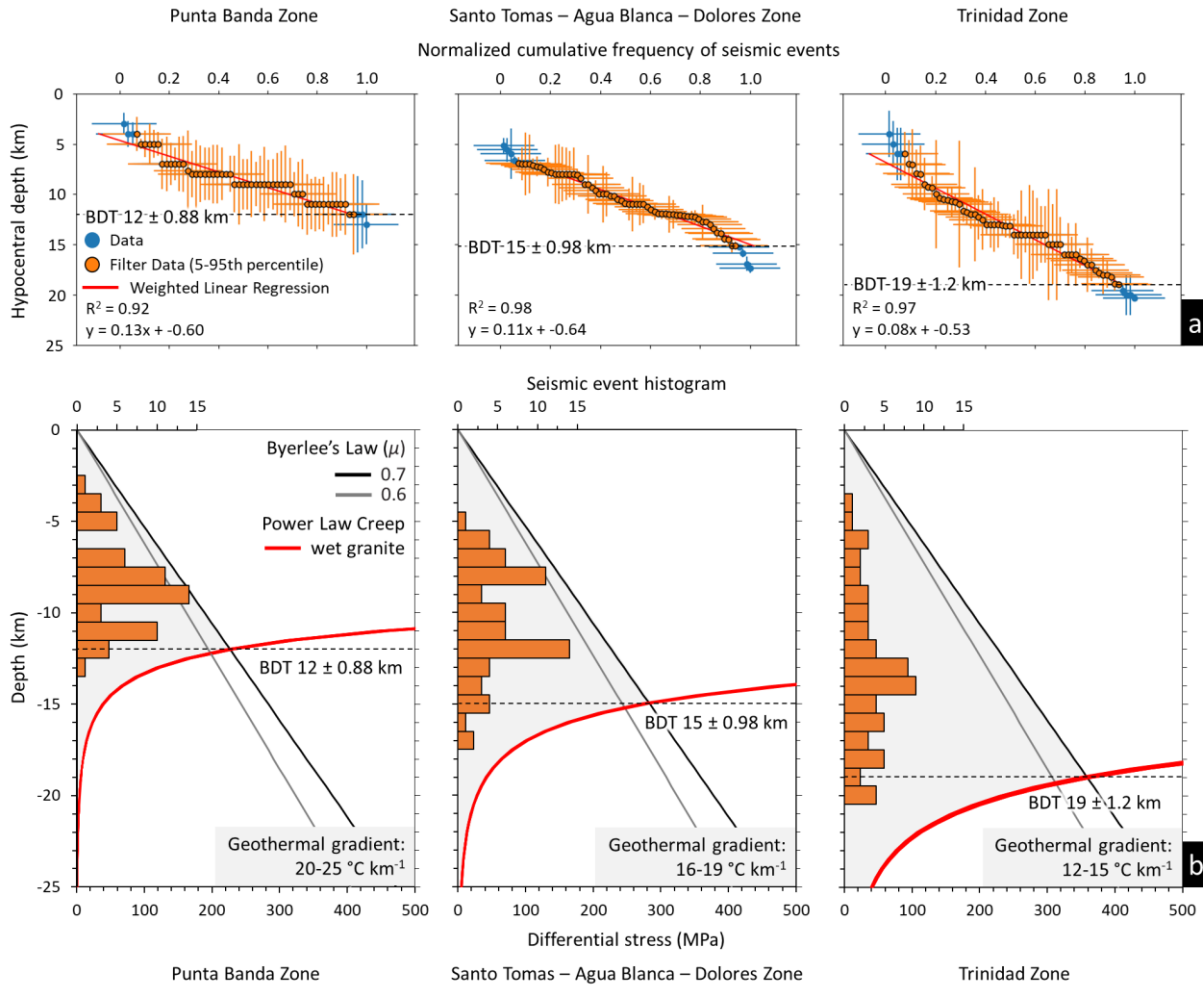 Punta Banda Zone
Santo Tomas – Agua Blanca – Dolores Zone
Trinidad Zone
Normalized cumulative frequency of seismic events
0 0.2 0.4 0.6 0.8 1.0
0 0.2 0.4 0.6 0.8 1.0
0 0.2 0.4 0.6 0.8 1.0
Hypocentral depth (km)
0
5
10
15
20
25
BDT 12 ± 0.88 km
Data
Filter Data (5-95th percentile)
Weighted Linear Regression
R² = 0.92
y = 0.13x + -0.60
BDT 15 ± 0.98 km
R² = 0.98
y = 0.11x + -0.64
BDT 19 ± 1.2 km
R² = 0.97
y = 0.08x + -0.53
a
Seismic event histogram
0 5 10 15
0 5 10 15
0 5 10 15
Depth (km)
0
-5
-10
-15
-20
-25
Byerlee's Law (μ)
0.7
0.6
Power Law Creep
wet granite
BDT 12 ± 0.88 km
Geothermal gradient:
20-25 °C km⁻¹
BDT 15 ± 0.98 km
Geothermal gradient:
16-19 °C km⁻¹
BDT 19 ± 1.2 km
Geothermal gradient:
12-15 °C km⁻¹
b
0 100 200 300 400 500
0 100 200 300 400 500
0 100 200 300 400 500
Differential stress (MPa)
Punta Banda Zone
Santo Tomas – Agua Blanca – Dolores Zone
Trinidad Zone